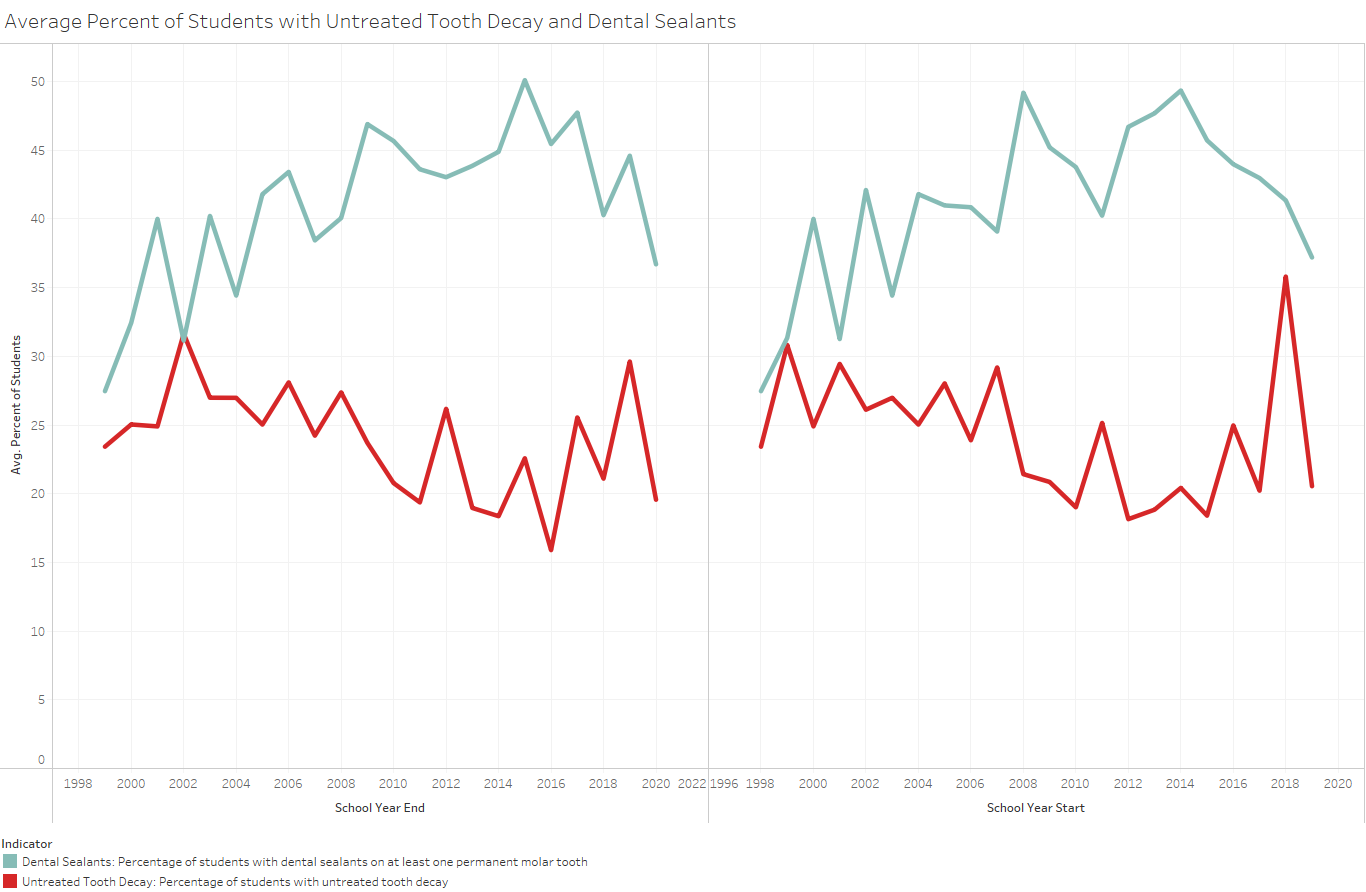 Average Percent of Students with Untreated Tooth Decay and Dental Sealants
50
45
40
35
30
25
20
15
10
5
0
Avg. Percent of Students
1998 2000 2002 2004 2006 2008 2010 2012 2014 2016 2018 2020 2022 1996 1998 2000 2002 2004 2006 2008 2010 2012 2014 2016 2018 2020
School Year End School Year Start
Indicator
Dental Sealants: Percentage of students with dental sealants on at least one permanent molar tooth
Untreated Tooth Decay: Percentage of students with untreated tooth decay